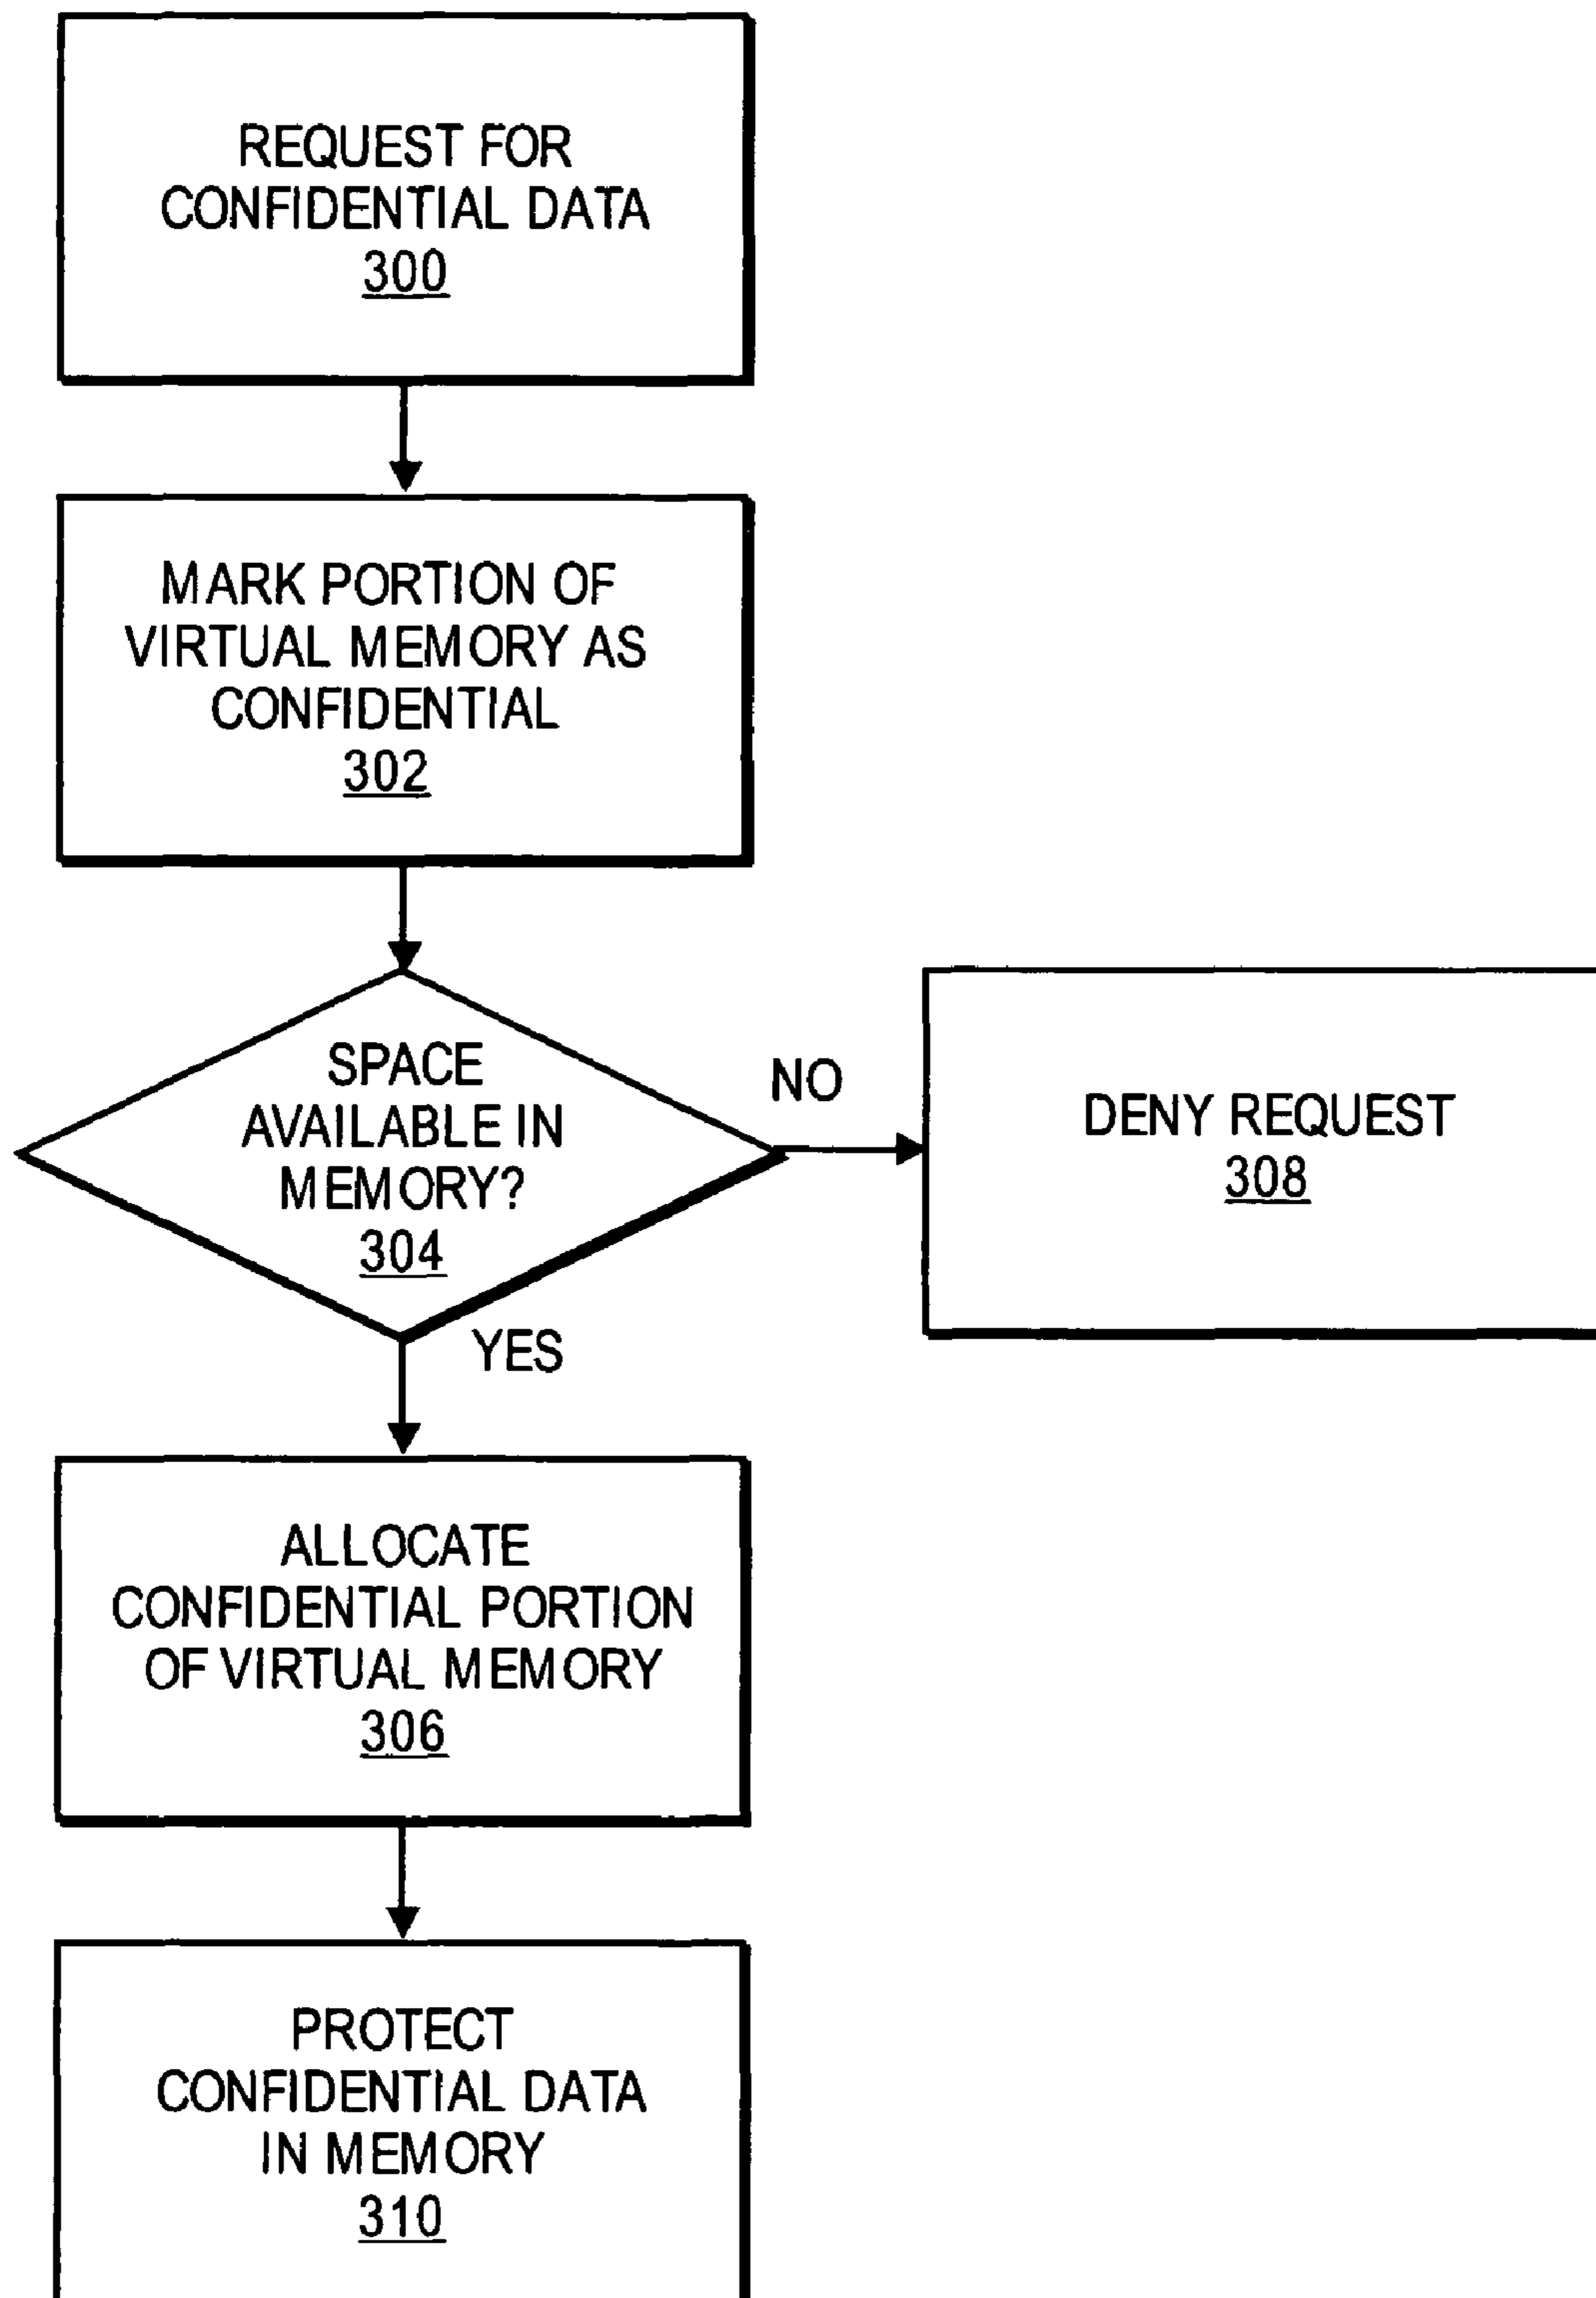 REQUEST FOR
CONFIDENTIAL DATA
300
MARK PORTION OF
VIRTUAL MEMORY AS
CONFIDENTIAL
302
SPACE
AVAILABLE IN
MEMORY?
304
NO
DENY REQUEST
308
YES
ALLOCATE
CONFIDENTIAL PORTION
OF VIRTUAL MEMORY
306
PROTECT
CONFIDENTIAL DATA
IN MEMORY
310